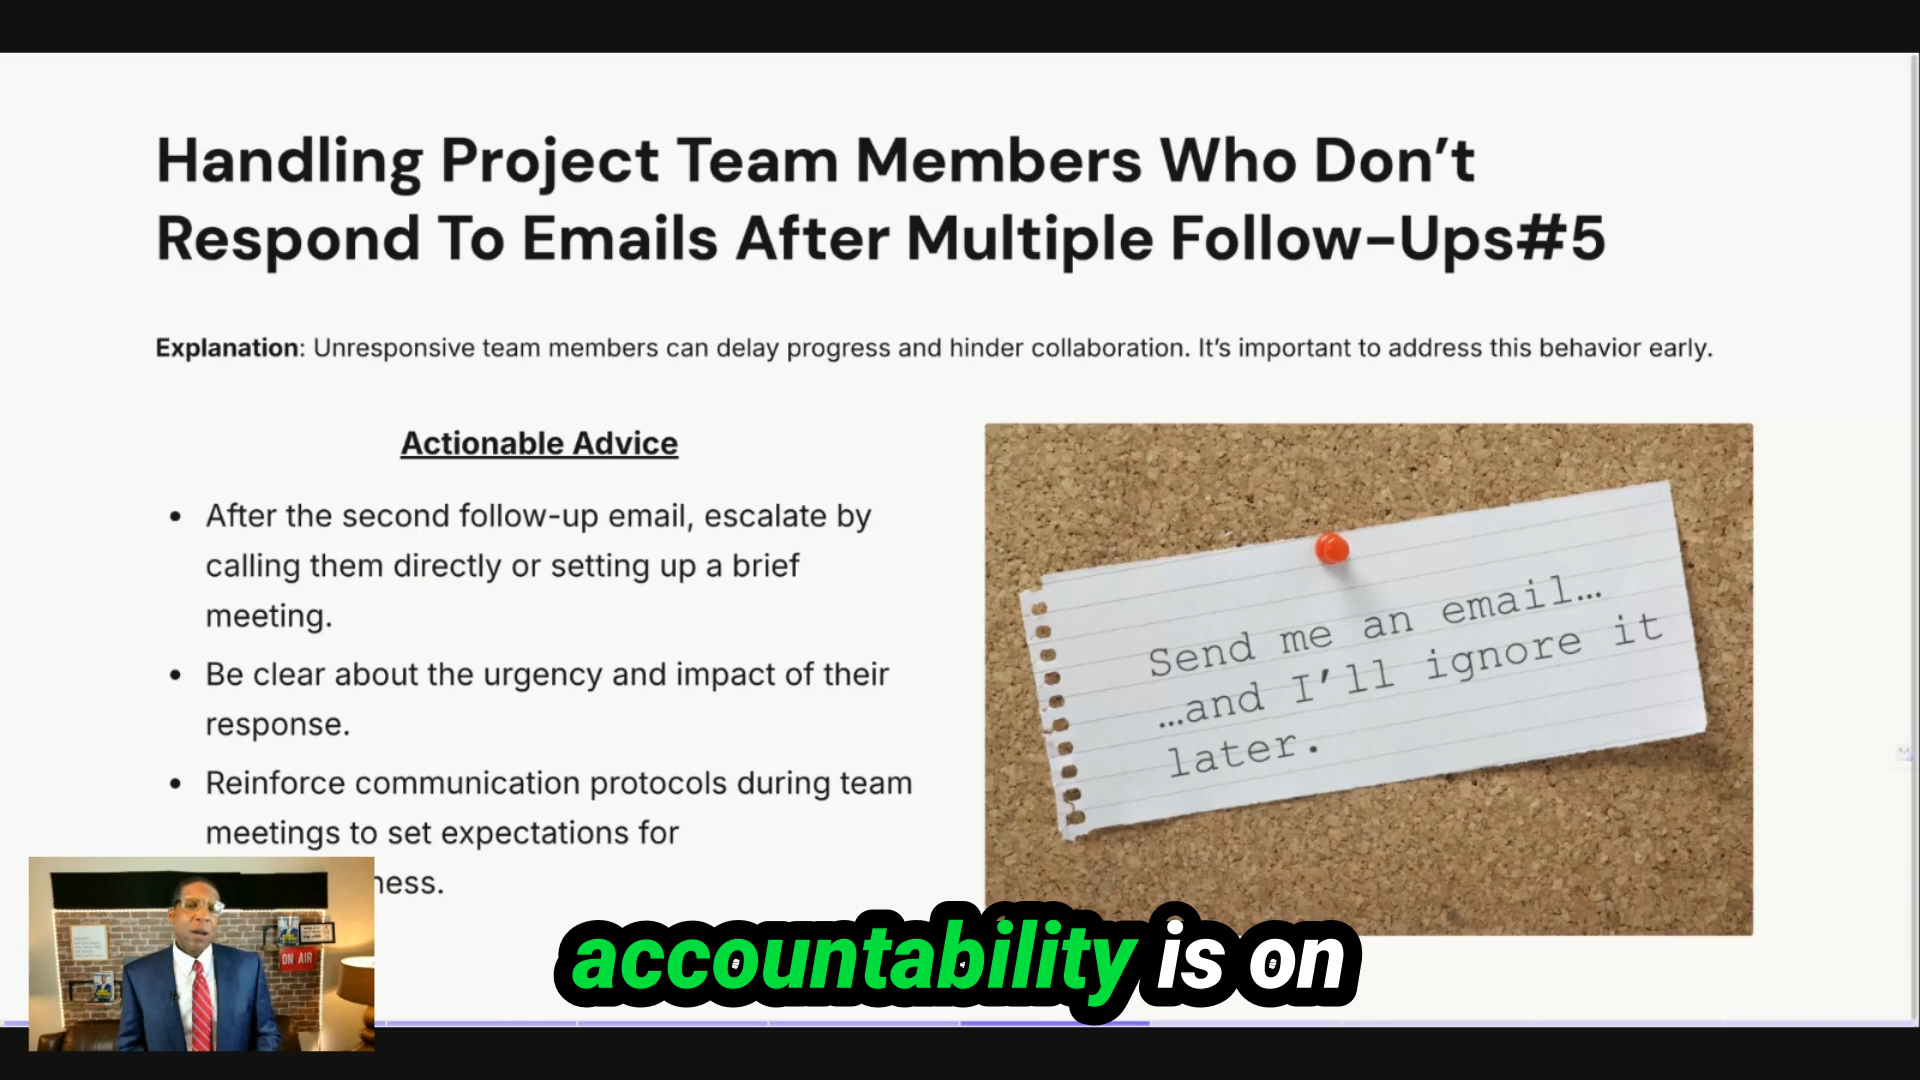 Handling Project Team Members Who Don’t
Respond To Emails After Multiple Follow-Ups#5
Explanation: Unresponsive team members can delay progress and hinder collaboration. It’s important to address this behavior early.
Actionable Advice
• After the second follow-up email, escalate by
calling them directly or setting up a brief
meeting.
• Be clear about the urgency and impact of their
response.
• Reinforce communication protocols during team
meetings to set expectations for
ness.
Send me an email…
…and I’ll ignore it
later.
ON AIR
accountability is on